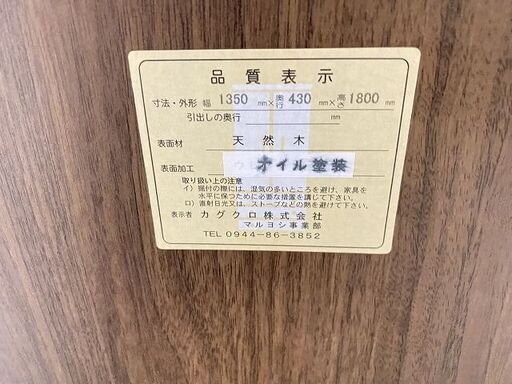 品質表示
寸法・外形 幅 1350 mm×奥行 430 mm×高さ 1800 mm
引出しの奥行 mm
表面材 天然木
表面加工 オイル塗装
取り扱い上の注意
イ）据付の際には、湿気の多いところを避け、家具を
水平に保つために必要な措置を講じて下さい。
ロ）直射日光又は、ストーブなどの熱を避けて下さい。
表示者 カグクロ株式会社
マルヨシ事業部
TEL 0944-86-3852